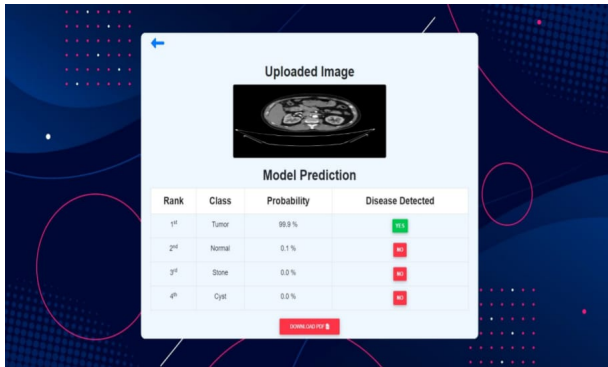 Uploaded Image
Model Prediction
Rank Class Probability Disease Detected
1st Tumor 99.9 % YES
2nd Normal 0.1 % NO
3rd Stone 0.0 % NO
4th Cyst 0.0 % NO
DOWNLOAD PDF